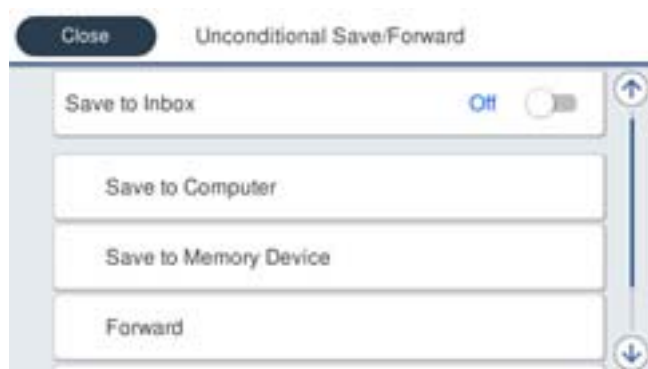 Close
Unconditional Save/Forward
Save to Inbox
Off
Save to Computer
Save to Memory Device
Forward